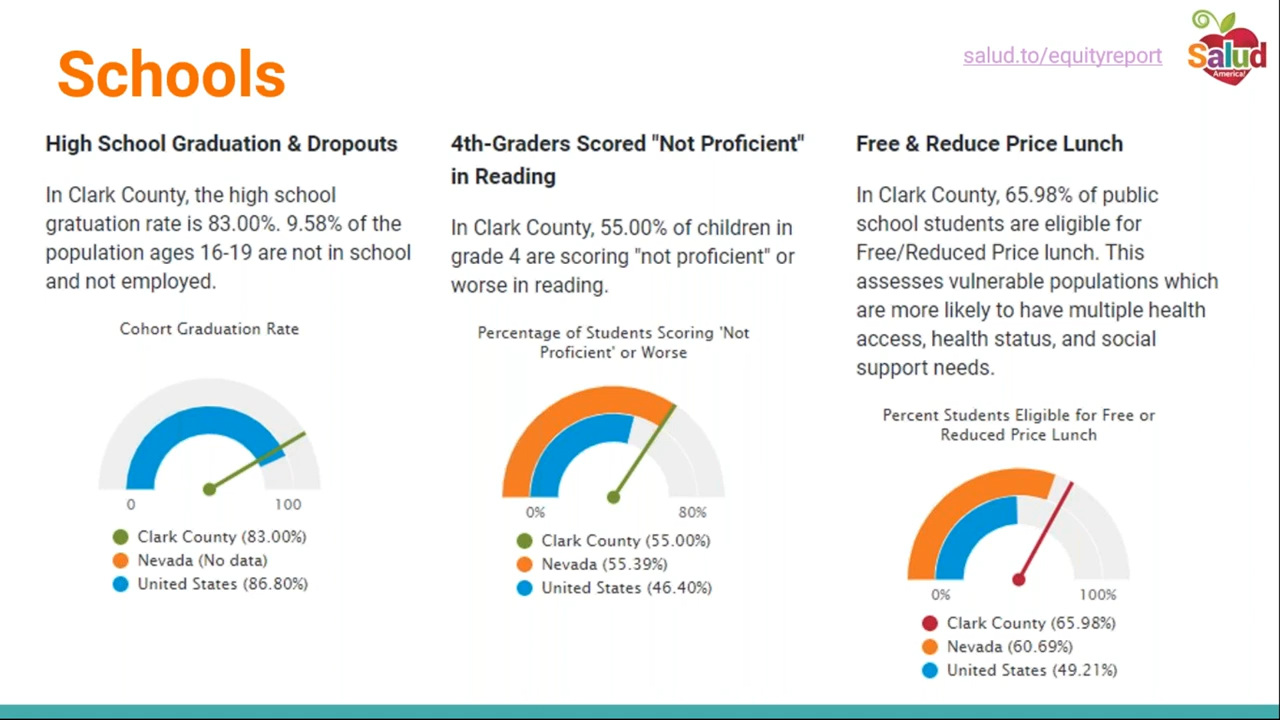 Schools
salud.to/equityreport
Salud
America!
High School Graduation & Dropouts
In Clark County, the high school
gratuation rate is 83.00%. 9.58% of the
population ages 16-19 are not in school
and not employed.
Cohort Graduation Rate
0
100
Clark County (83.00%)
Nevada (No data)
United States (86.80%)
4th-Graders Scored "Not Proficient"
in Reading
In Clark County, 55.00% of children in
grade 4 are scoring "not proficient" or
worse in reading.
Percentage of Students Scoring 'Not
Proficient' or Worse
0%
80%
Clark County (55.00%)
Nevada (55.39%)
United States (46.40%)
Free & Reduce Price Lunch
In Clark County, 65.98% of public
school students are eligible for
Free/Reduced Price lunch. This
assesses vulnerable populations which
are more likely to have multiple health
access, health status, and social
support needs.
Percent Students Eligible for Free or
Reduced Price Lunch
0%
100%
Clark County (65.98%)
Nevada (60.69%)
United States (49.21%)